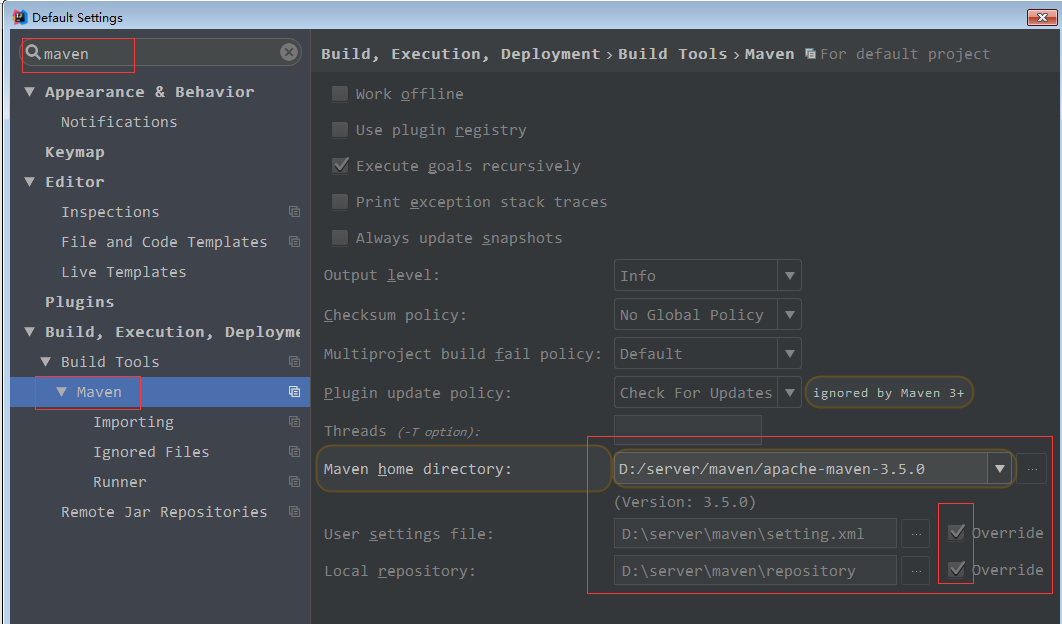 Default Settings
maven
Appearance & Behavior
Notifications
Keymap
Editor
Inspections
File and Code Templates
Live Templates
Plugins
Build, Execution, Deployme
Build Tools
Maven
Importing
Ignored Files
Runner
Remote Jar Repositories
Build, Execution, Deployment › Build Tools › Maven For default project
Work offline
Use plugin registry
Execute goals recursively
Print exception stack traces
Always update snapshots
Output level: Info
Checksum policy: No Global Policy
Multiproject build fail policy: Default
Plugin update policy: Check For Updates ignored by Maven 3+
Threads (-T option):
Maven home directory: D:/server/maven/apache-maven-3.5.0 ...
(Version: 3.5.0)
User settings file: D:\server\maven\setting.xml ... Override
Local repository: D:\server\maven\repository ... Override